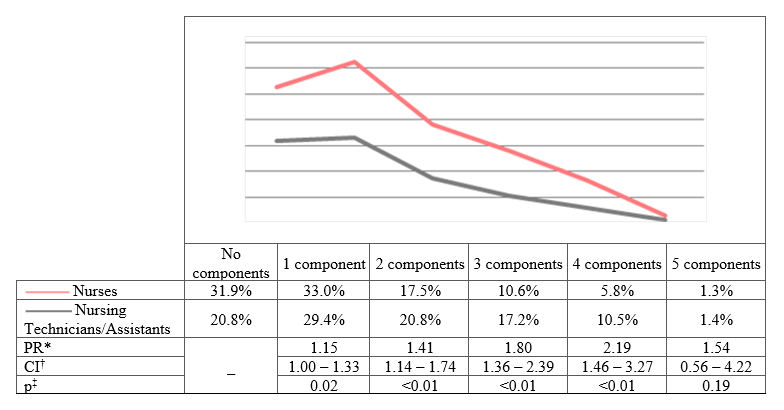 No components 1 component 2 components 3 components 4 components 5 components
Nurses 31.9% 33.0% 17.5% 10.6% 5.8% 1.3%
Nursing Technicians/Assistants 20.8% 29.4% 20.8% 17.2% 10.5% 1.4%
PR* – 1.15 1.41 1.80 2.19 1.54
CI† 1.00 – 1.33 1.14 – 1.74 1.36 – 2.39 1.46 – 3.27 0.56 – 4.22
p‡ 0.02 <0.01 <0.01 <0.01 0.19